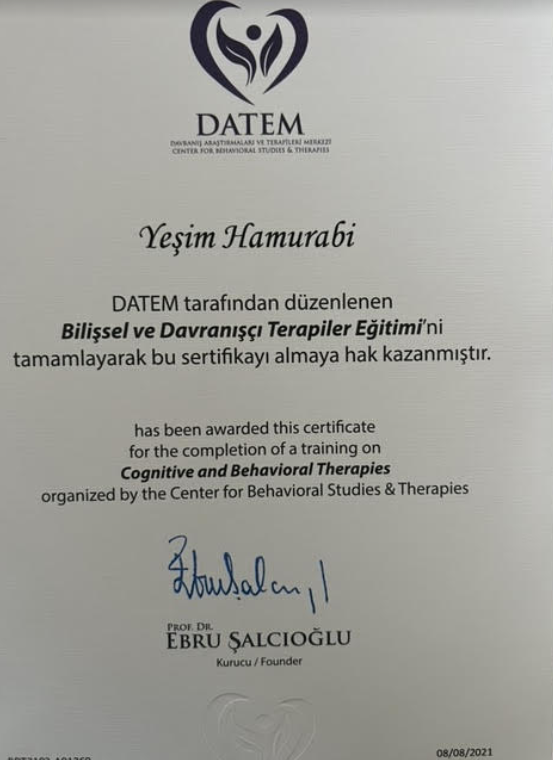 DATEM
DAVRANIŞ ARAŞTIRMALARI VE TERAPİLERİ MERKEZİ
CENTER FOR BEHAVIORAL STUDIES & THERAPIES
Yeşim Hamurabi
DATEM tarafından düzenlenen
Bilişsel ve Davranışçı Terapiler Eğitimi'ni
tamamlayarak bu sertifikayı almaya hak kazanmıştır.
has been awarded this certificate
for the completion of a training on
Cognitive and Behavioral Therapies
organized by the Center for Behavioral Studies & Therapies
PROF. DR.
EBRU ŞALCIOĞLU
Kurucu / Founder
08/08/2021